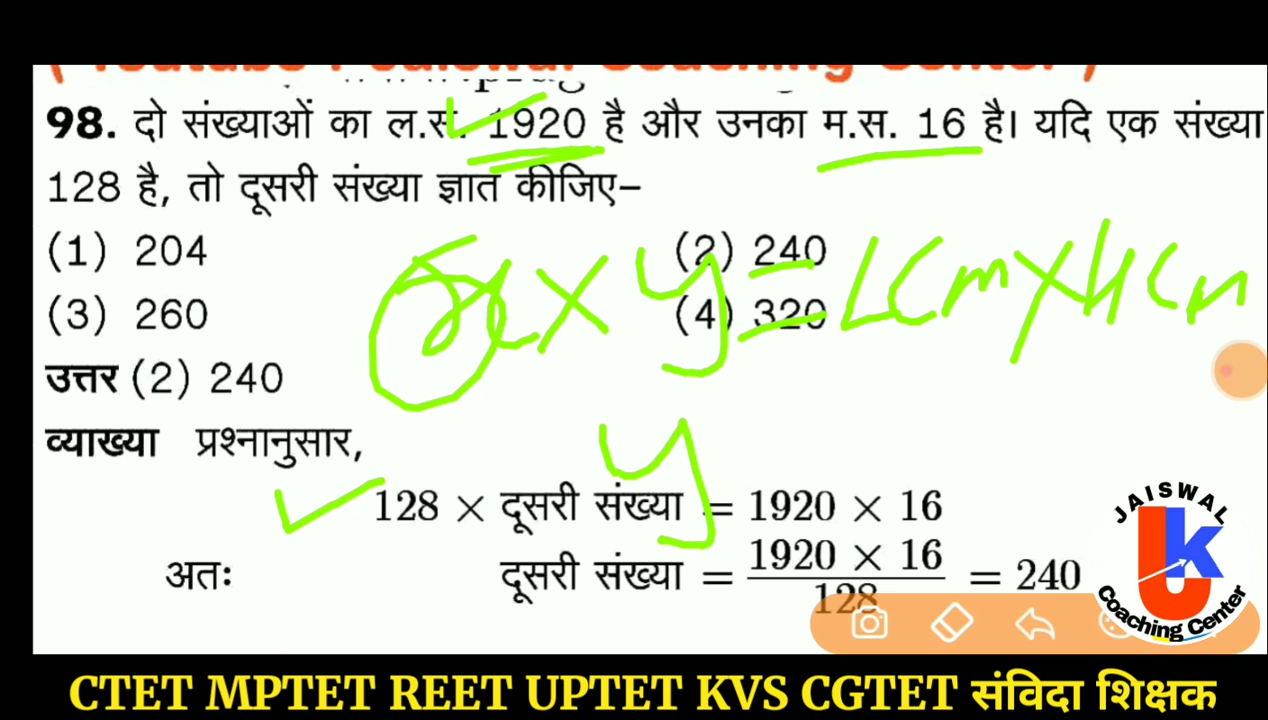 98. दो संख्याओं का ल.स. 1920 है और उनका म.स. 16 है। यदि एक संख्या
128 है, तो दूसरी संख्या ज्ञात कीजिए–
(1) 204 (2) 240
(3) 260 (4) 320
x × y = LCM × HCM
उत्तर (2) 240
व्याख्या प्रश्नानुसार,
y
128 × दूसरी संख्या = 1920 × 16
अतः दूसरी संख्या = 1920 × 16 / 128 = 240
JAISWAL
JK
Coaching Center
CTET MPTET REET UPTET KVS CGTET संविदा शिक्षक